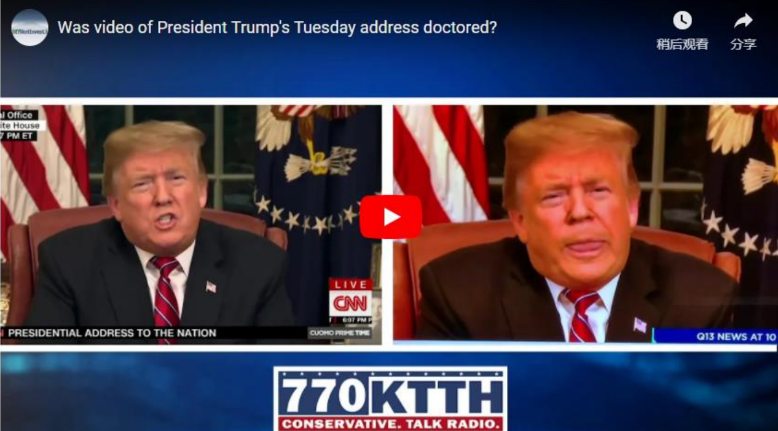 Was video of President Trump's Tuesday address doctored?
稍后观看
分享
al Office
ite House
7 PM ET
LIVE
CNN
6:07 PM
PRESIDENTIAL ADDRESS TO THE NATION
CUOMO PRIME TIME
Q13 NEWS AT 10
770KTTH
CONSERVATIVE. TALK RADIO.